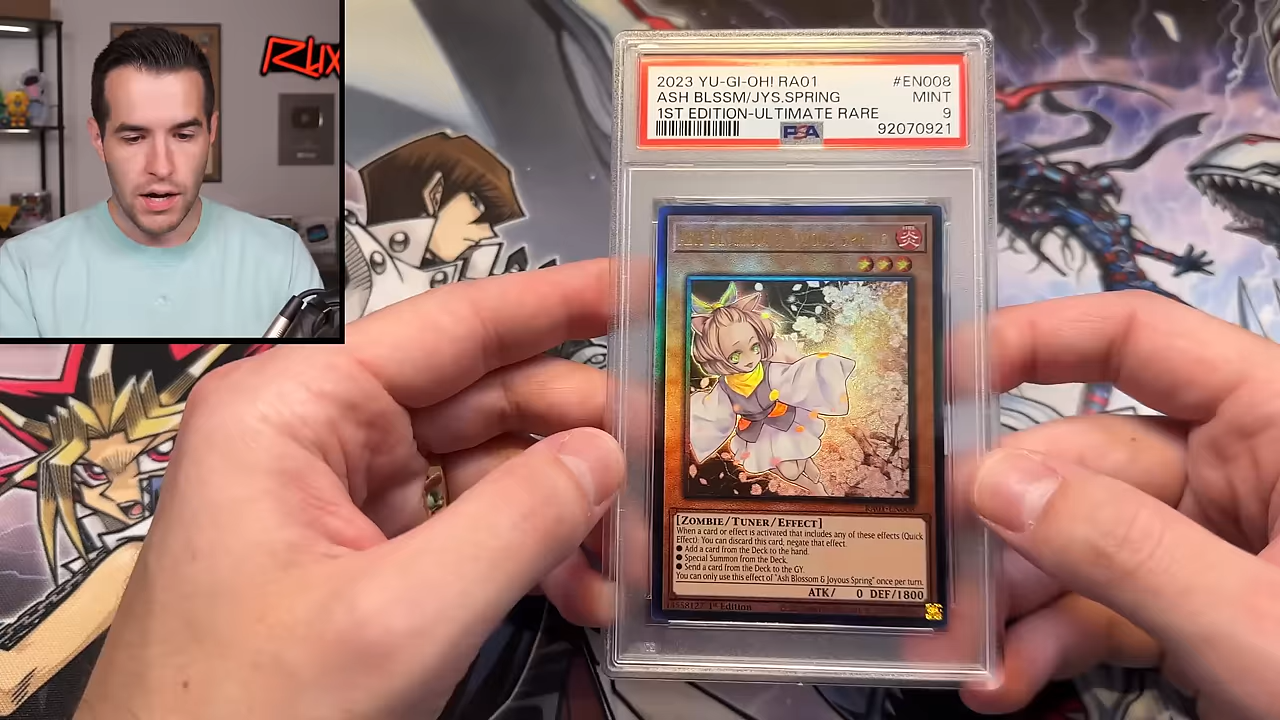 RUX
2023 YU-GI-OH! RA01 #EN008
ASH BLSSM/JYS.SPRING MINT
1ST EDITION-ULTIMATE RARE 9
PSA 92070921
炎
[ZOMBIE/TUNER/EFFECT]
When a card or effect is activated that includes any of these effects (Quick
Effect): You can discard this card; negate that effect.
● Add a card from the Deck to the hand.
● Special Summon from the Deck.
● Send a card from the Deck to the GY.
You can only use this effect of "Ash Blossom & Joyous Spring" once per turn.
ATK/ 0 DEF/1800
14558127 1st Edition